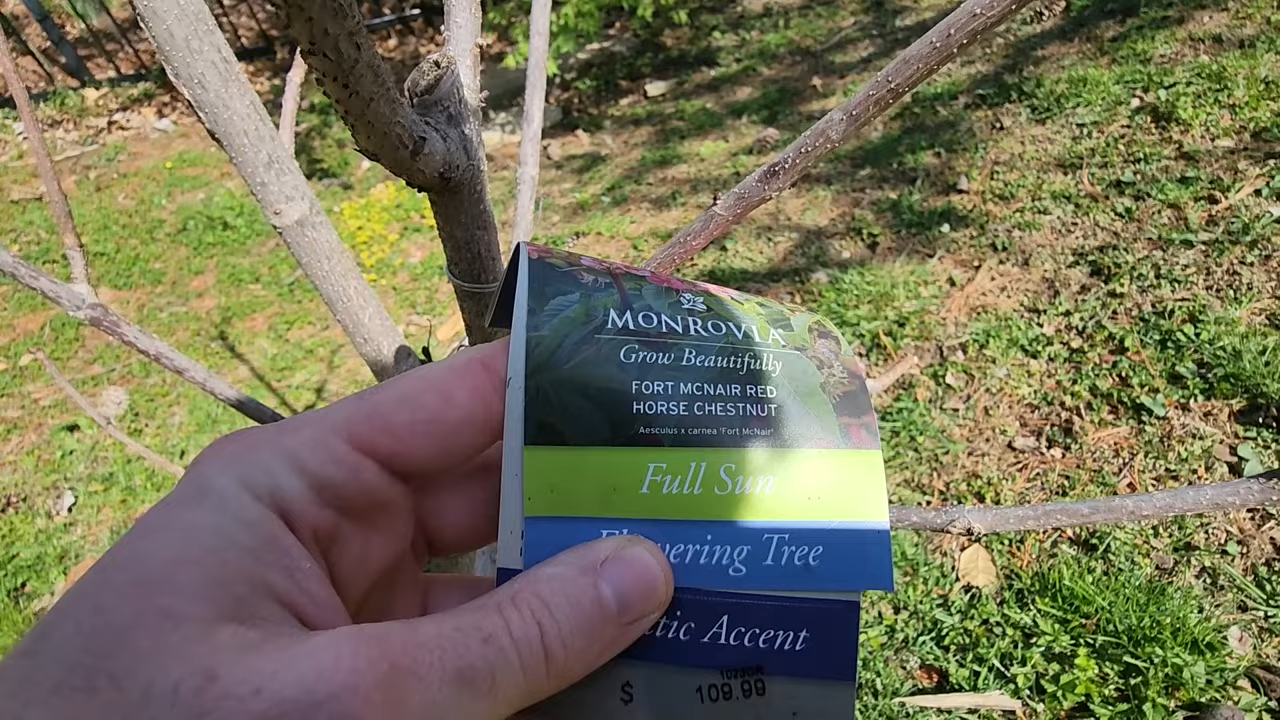 MONROVIA
Grow Beautifully
FORT MCNAIR RED
HORSE CHESTNUT
Aesculus x carnea 'Fort McNair'
Full Sun
Flowering Tree
Accent
$ 109.99